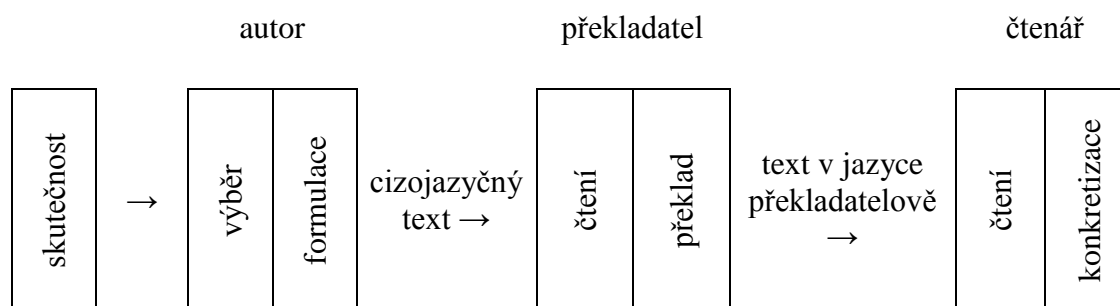 autor
překladatel
čtenář
skutečnost
→
výběr
formulace
cizojazyčný
text →
čtení
překlad
text v jazyce
překladatelově
→
čtení
konkretizace